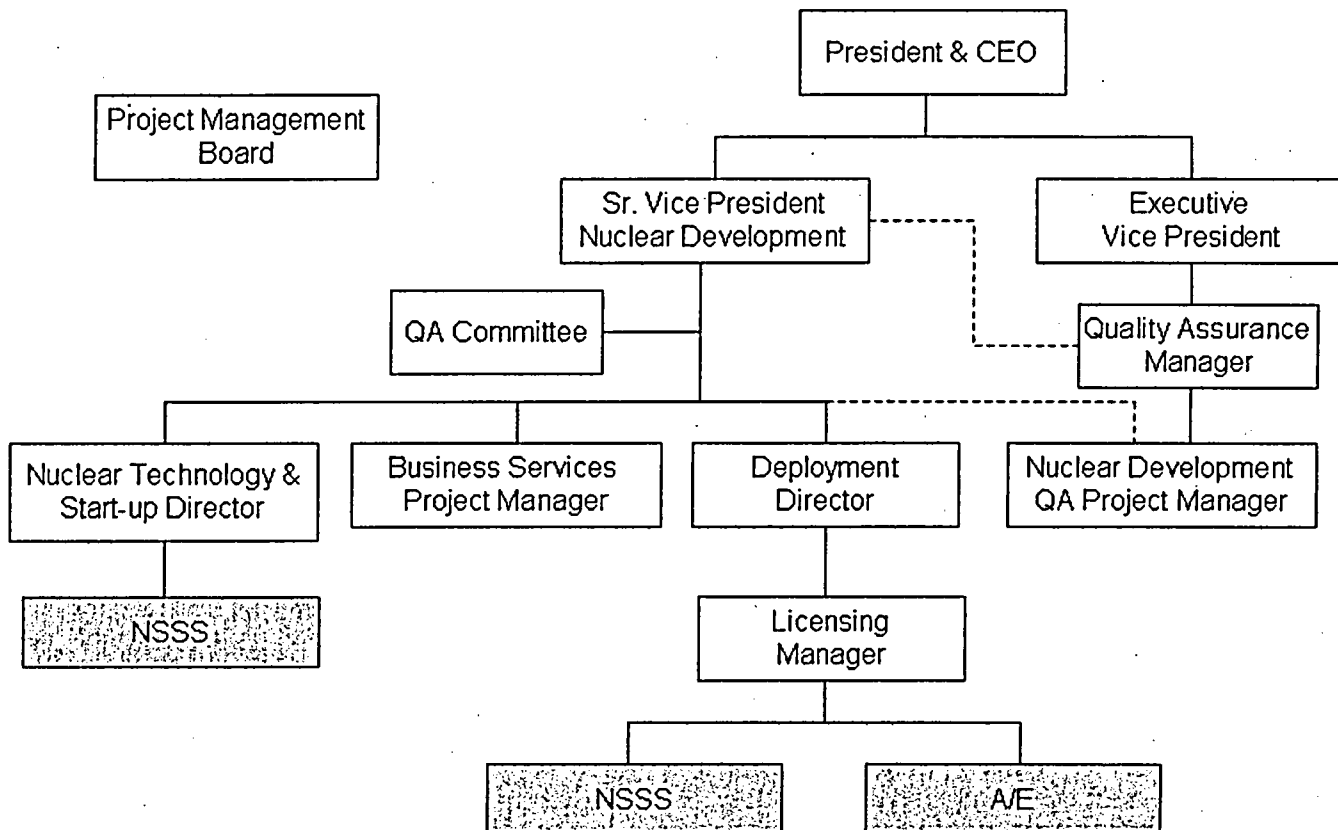 President & CEO
Project Management
Board
Sr. Vice President
Nuclear Development
Executive
Vice President
QA Committee
Quality Assurance
Manager
Nuclear Technology &
Start-up Director
Business Services
Project Manager
Deployment
Director
Nuclear Development
QA Project Manager
NSSS
Licensing
Manager
NSSS
A/E